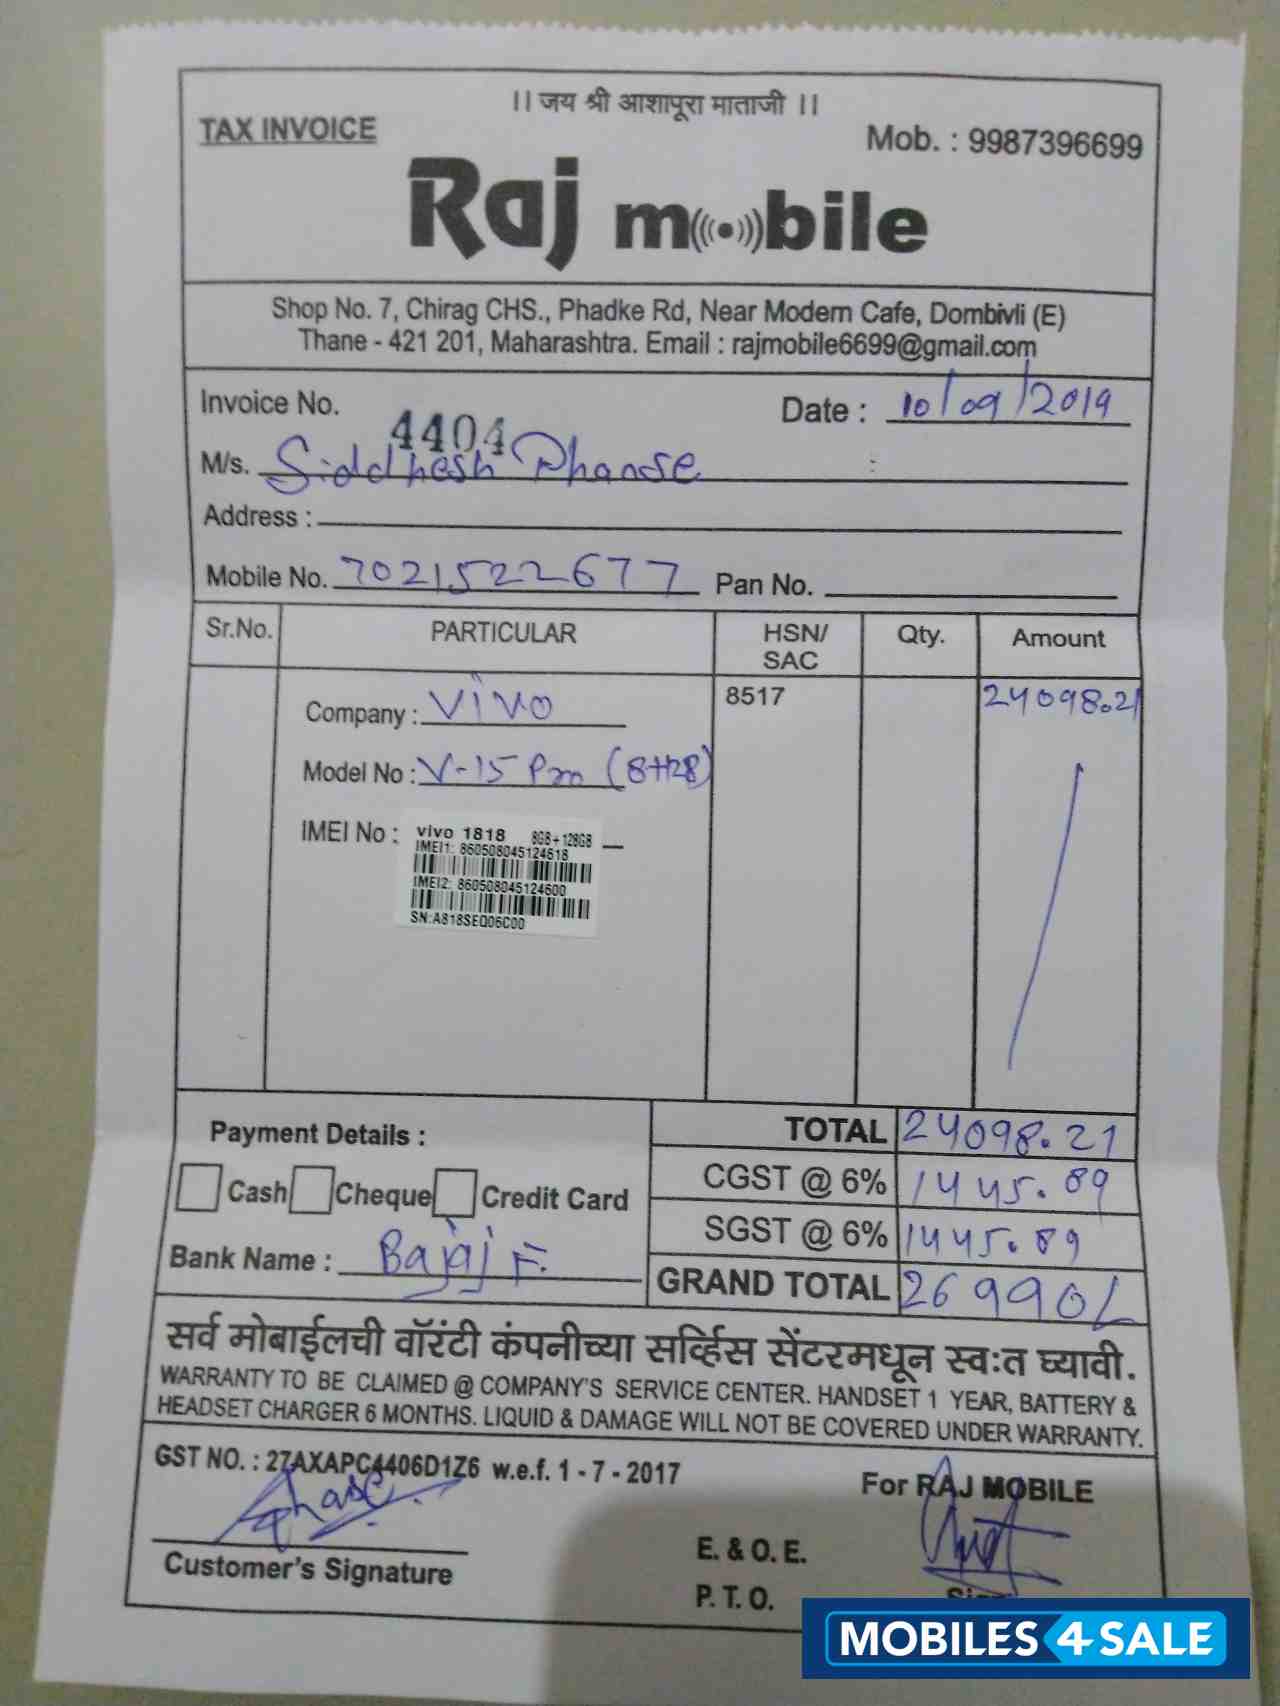 ।। जय श्री आशापूरा माताजी ।।
TAX INVOICE
Mob. : 9987396699
Raj mobile
Shop No. 7, Chirag CHS., Phadke Rd, Near Modern Cafe, Dombivli (E)
Thane - 421 201, Maharashtra. Email : rajmobile6699@gmail.com
Invoice No. 4404 Date : 10/09/2019
M/s. Siddhesh Phanse
Address :
Mobile No. 7021522677 Pan No.
Sr.No. PARTICULAR HSN/ SAC Qty. Amount
Company : Vivo 8517 24098.21
Model No : V-15 Pro (8+128)
IMEI No : vivo 1818 8GB+128GB
IMEI1: 860508045124618
IMEI2: 860508045124600
SN:A818SEQ06C00
Payment Details :
TOTAL 24098.21
Cash Cheque Credit Card
CGST @ 6% 1445.89
SGST @ 6% 1445.89
Bank Name : Bajaj F.
GRAND TOTAL 26990/-
सर्व मोबाईलची वॉरंटी कंपनीच्या सर्व्हिस सेंटरमधून स्वःत घ्यावी.
WARRANTY TO BE CLAIMED @ COMPANY'S SERVICE CENTER. HANDSET 1 YEAR, BATTERY &
HEADSET CHARGER 6 MONTHS. LIQUID & DAMAGE WILL NOT BE COVERED UNDER WARRANTY.
GST NO. : 27AXAPC4406D1Z6 w.e.f. 1 - 7 - 2017
For RAJ MOBILE
Phanse
Customer's Signature
E. & O. E.
P. T. O.
MOBILES4SALE